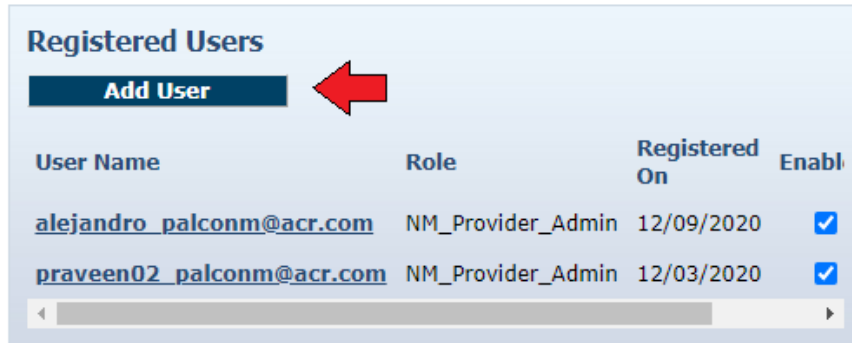 Registered Users
Add User
User Name Role Registered On Enabl
alejandro_palconm@acr.com NM_Provider_Admin 12/09/2020
praveen02_palconm@acr.com NM_Provider_Admin 12/03/2020